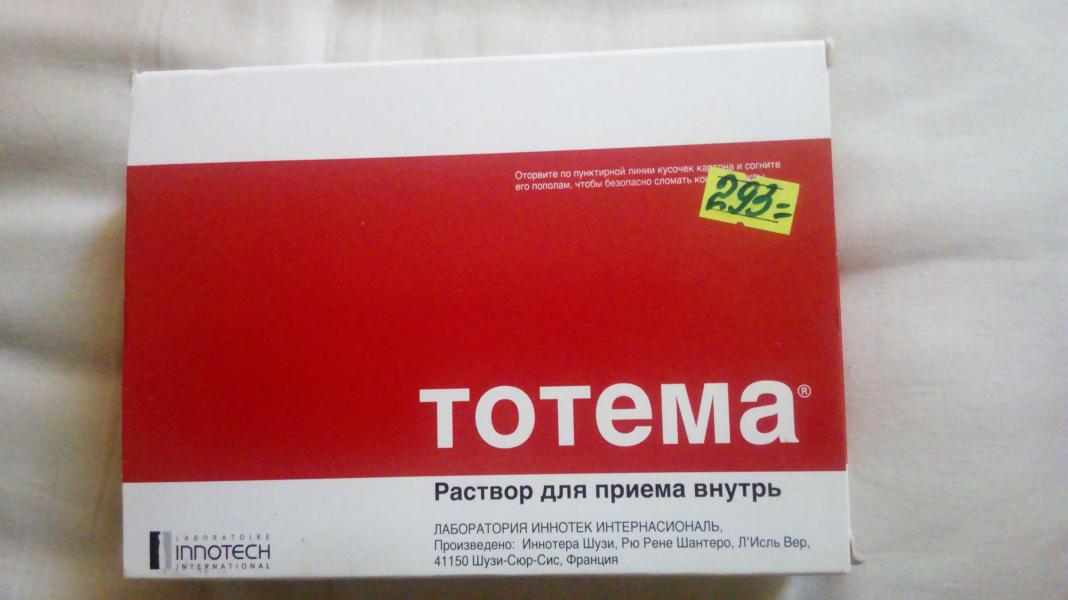 Оторвите по пунктирной линии кусочек картона и согните
его пополам, чтобы безопасно сломать
293=
тотема®
Раствор для приема внутрь
ЛАБОРАТОРИЯ ИННОТЕК ИНТЕРНАСИОНАЛЬ,
Произведено: Иннотера Шузи, Рю Рене Шантеро, Л'Исль Вер,
41150 Шузи-Сюр-Сис, Франция
LABORATOIRE
INNOTECH
INTERNATIONAL